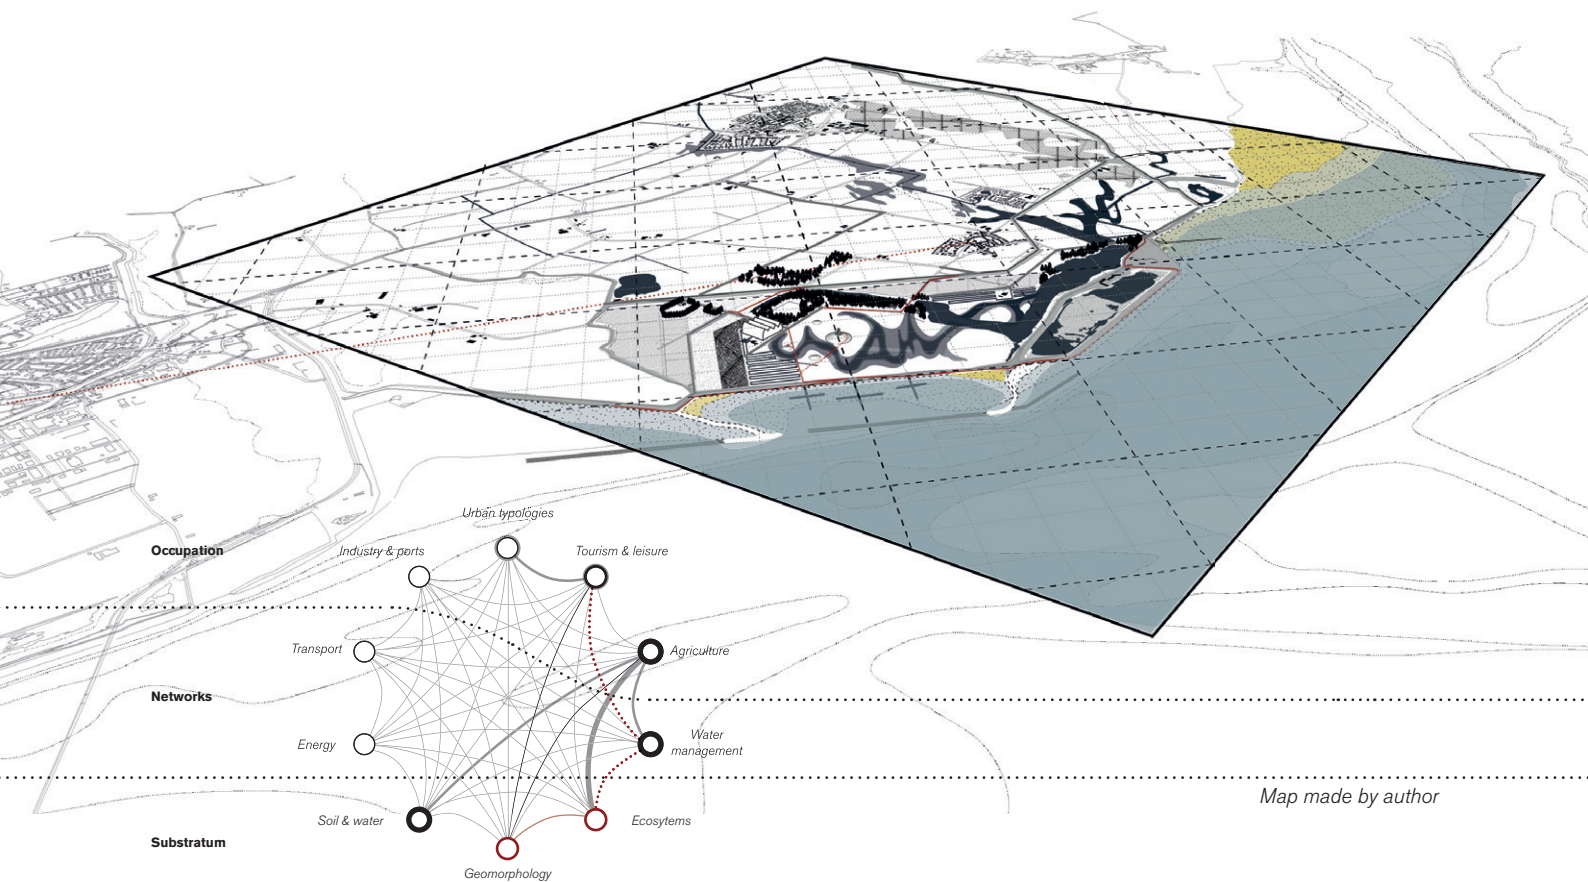 Urban typologies
Occupation
Industry & ports
Tourism & leisure
Transport
Agriculture
Networks
Energy
Water
management
Map made by author
Soil & water
Ecosytems
Substratum
Geomorphology